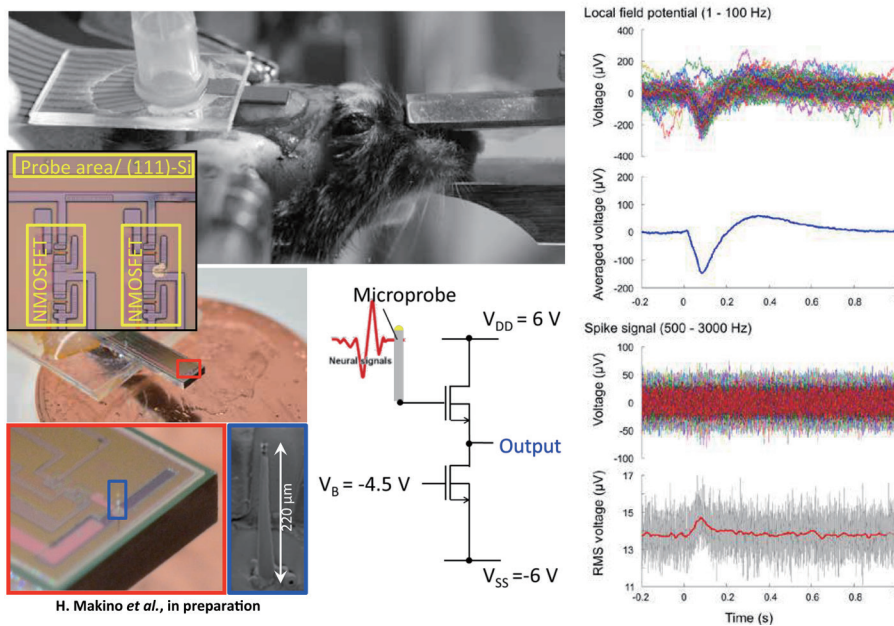 Probe area/ (111)-Si
NMOSFET
NMOSFET
220 µm
H. Makino et al., in preparation
Microprobe
Neural signals
V_DD = 6 V
Output
V_B = -4.5 V
V_SS =-6 V
Local field potential (1 - 100 Hz)
Voltage (µV)
400
200
0
-200
-400
Averaged voltage (µV)
200
100
0
-100
-200
-0.2 0 0.2 0.4 0.6 0.8
Spike signal (500 - 3000 Hz)
Voltage (µV)
100
50
0
-50
-100
RMS voltage (µV)
17
15
13
11
-0.2 0 0.2 0.4 0.6 0.8
Time (s)